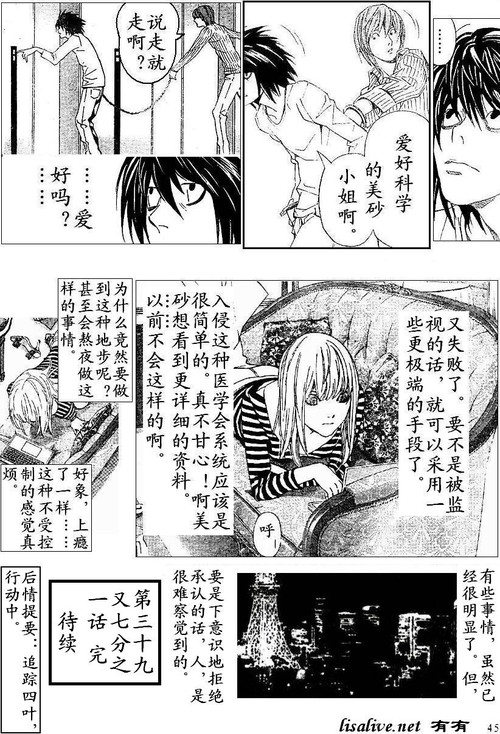 ……
爱好科学
的美砂
小姐啊。
说走就
走啊？
……爱
……好吗？
又失败了。要不是被监
视的话，就可以采用一
些更极端的手段了。
入侵这种医学会系统应该是
很简单的。真不甘心！啊美
砂想看到更详细的资料。
……以前不会这样的啊。
呼…
为什么竟然要做
到这种地步呢？
甚至会熬夜做这
样的事情。
好象，上瘾
了一样……
这种不受控
制的感觉真
烦。
有些事情，虽然已
经很明显了。但，
要是下意识地拒绝
承认的话，人，是
很难察觉到的。
第三十九
又七分之
一话 完
待续
后情提要：追踪四叶，
行动中。
lisalive.net 有有
45